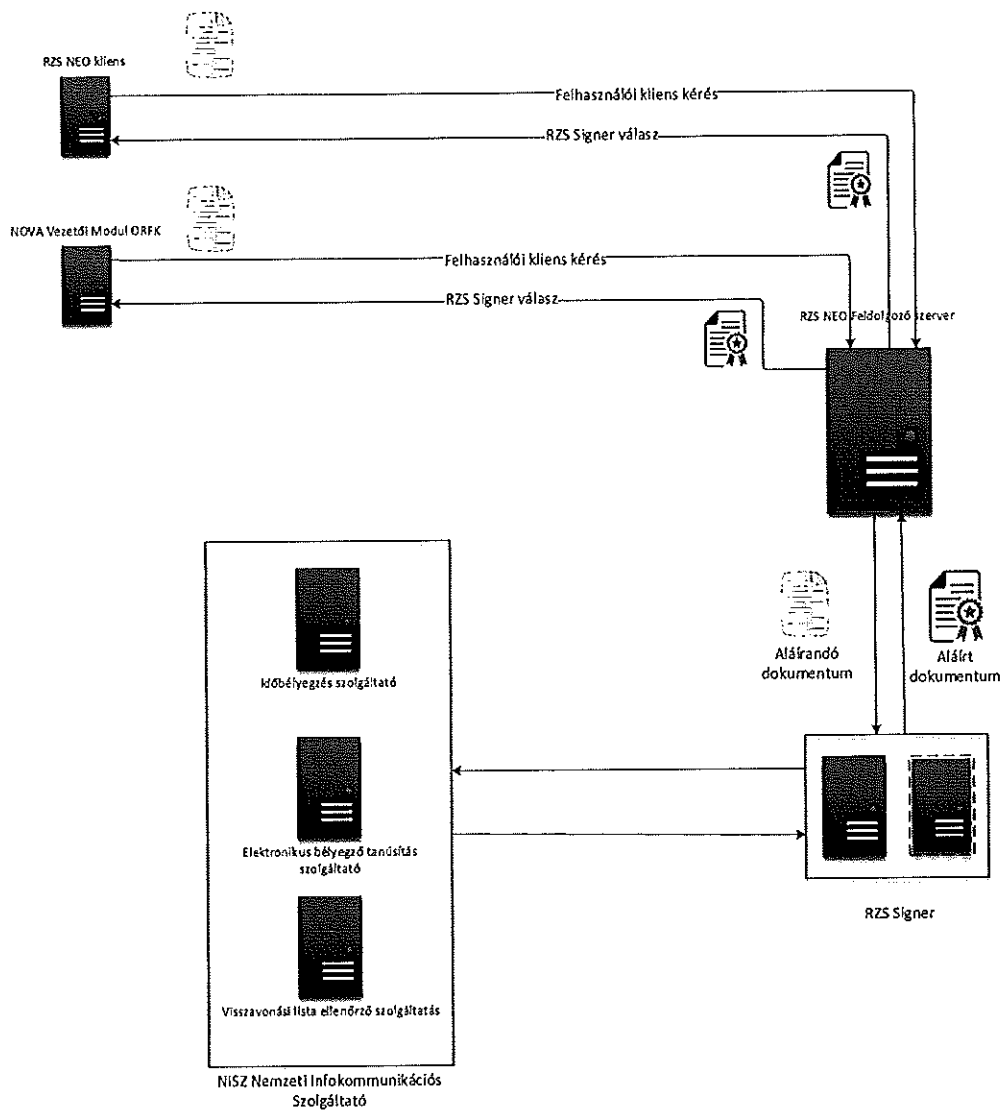 RZS NEO kliens
Felhasználói kliens kérés
RZS Signer válasz
NOVA Vezetői Modul ORFK
Felhasználói kliens kérés
RZS Signer válasz
RZS NEO Feldolgozó szerver
Aláírandó
dokumentum
Aláírt
dokumentum
Időbélyegzés szolgáltató
Elektronikus bélyegző tanúsítás
szolgáltató
Visszavonási lista ellenőrző szolgáltatás
RZS Signer
NISZ Nemzeti Infokommunikációs
Szolgáltató